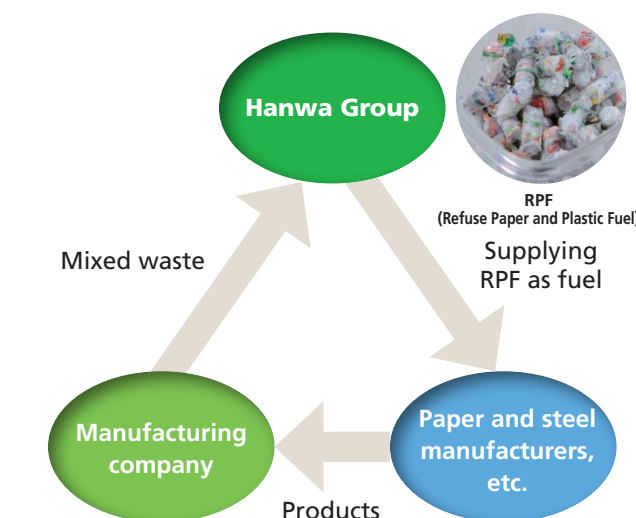 Hanwa Group
RPF
(Refuse Paper and Plastic Fuel)
Supplying
RPF as fuel
Mixed waste
Manufacturing
company
Paper and steel
manufacturers,
etc.
Products